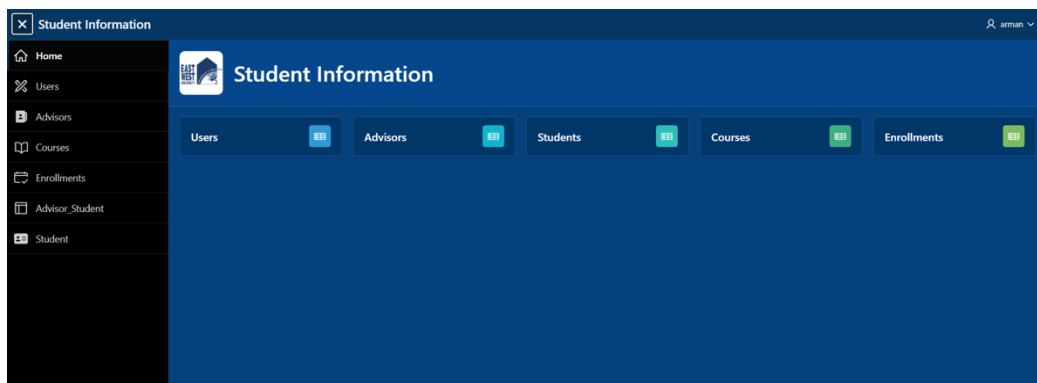 Student Information
arman
Home
Users
Advisors
Courses
Enrollments
Advisor_Student
Student
EAST
WEST
Student Information
Users
Advisors
Students
Courses
Enrollments